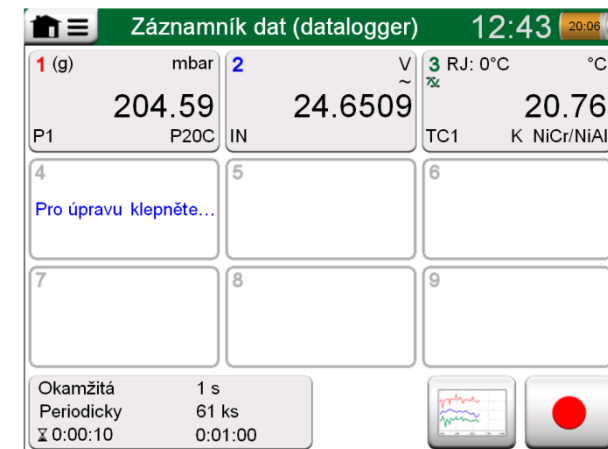 Záznamník dat (datalogger) 12:43 20:06
1 (g) mbar
204.59
P1 P20C
2 V
~
24.6509
IN
3 RJ: 0°C °C
20.76
TC1 K NiCr/NiAl
4
Pro úpravu klepněte...
5
6
7
8
9
Okamžitá 1 s
Periodicky 61 ks
0:00:10 0:01:00